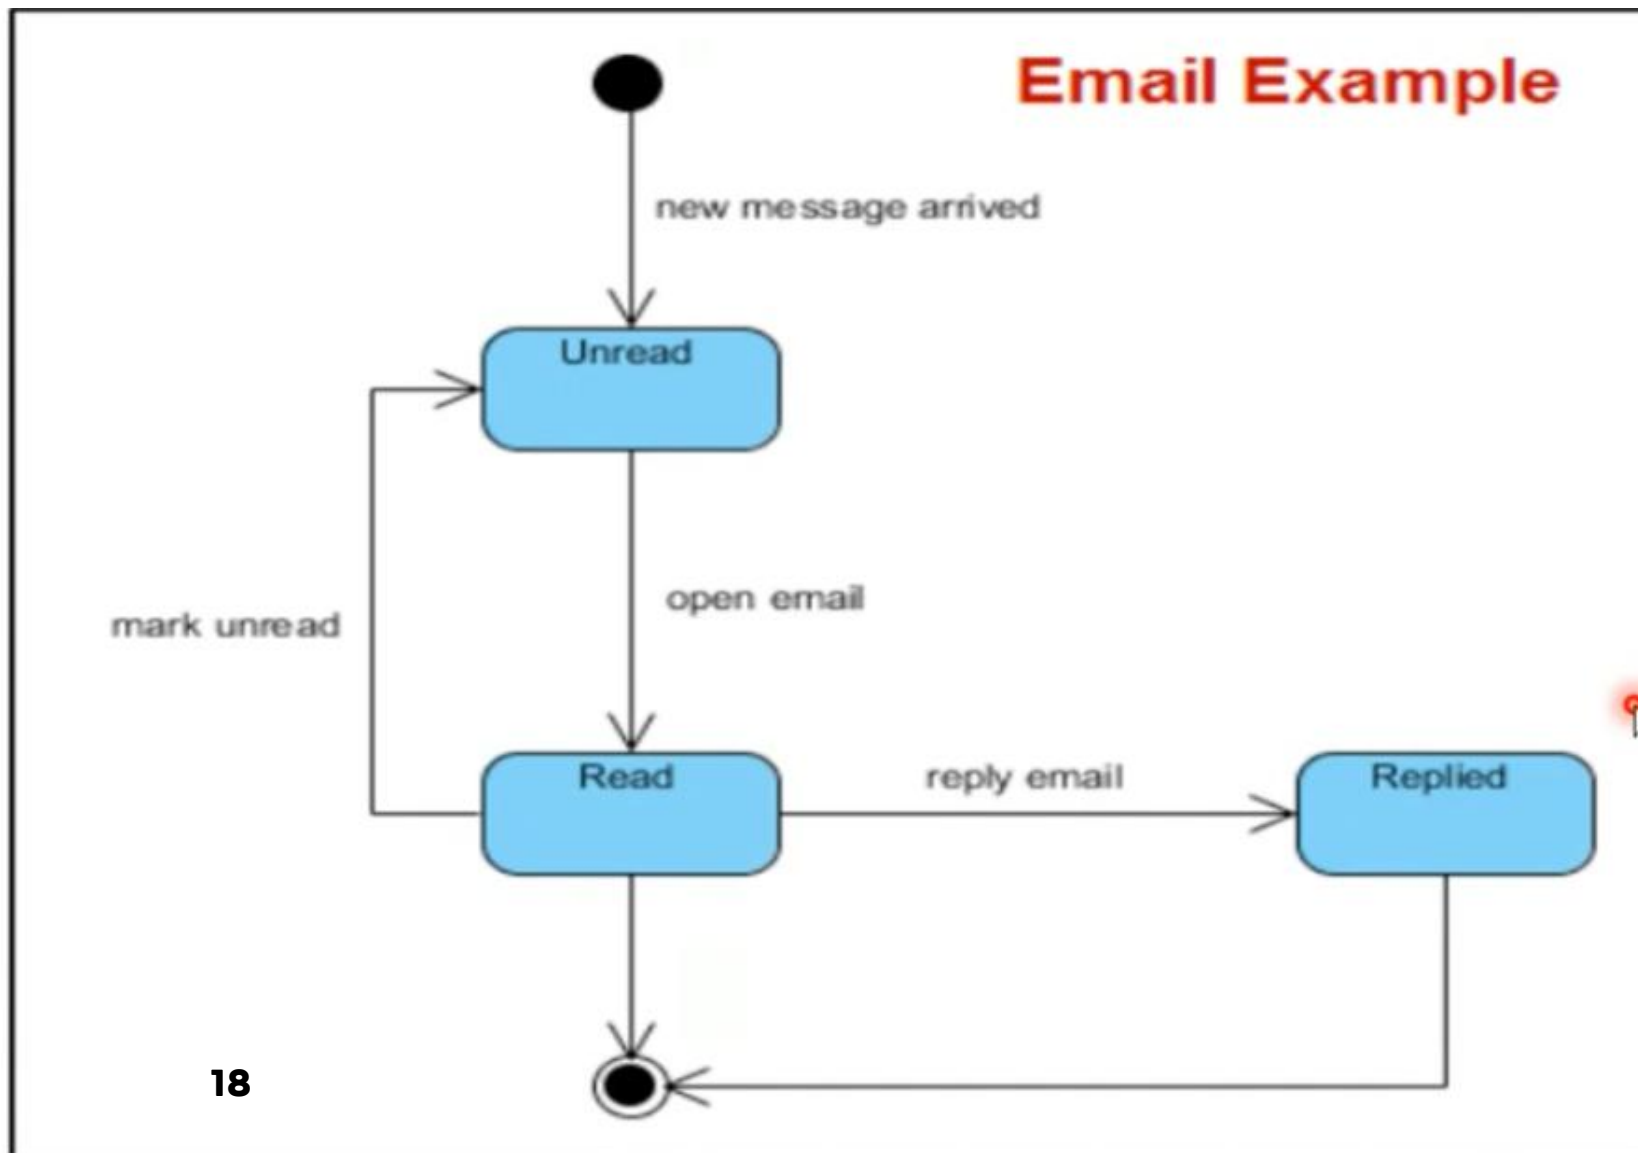 Email Example
new message arrived
Unread
open email
mark unread
Read
reply email
Replied
18